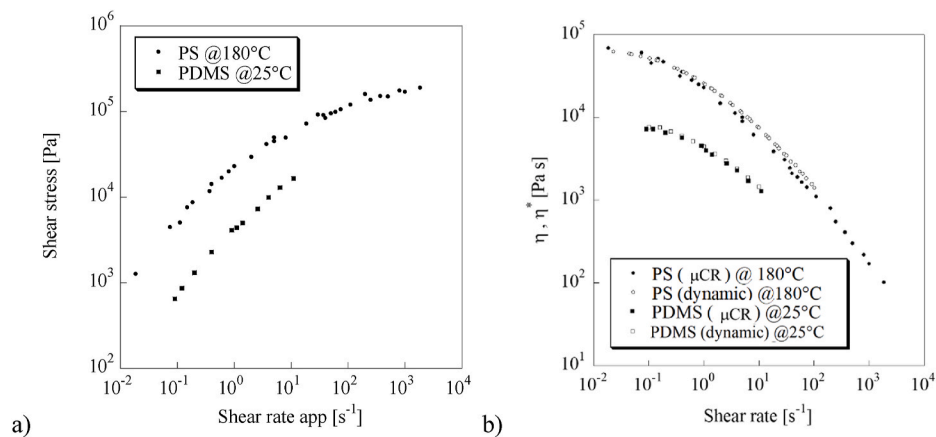 10^6
10^5
10^4
10^3
10^2
Shear stress [Pa]
PS @180°C
PDMS @25°C
10^-2 10^-1 10^0 10^1 10^2 10^3 10^4
Shear rate app [s^-1]
a)
10^5
10^4
10^3
10^2
10^1
η , η* [Pa s]
PS ( μCR) @ 180°C
PS (dynamic) @180°C
PDMS ( μCR) @25°C
PDMS (dynamic) @25°C
10^-2 10^-1 10^0 10^1 10^2 10^3 10^4
Shear rate [s^-1]
b)